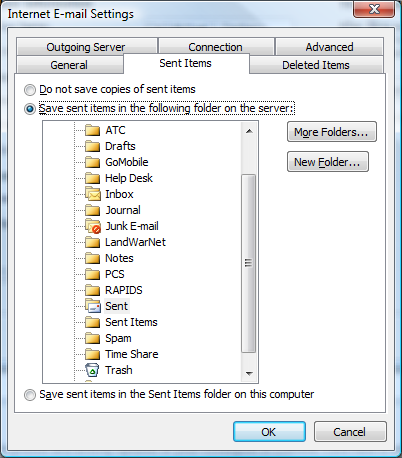 Internet E-mail Settings
Outgoing Server Connection Advanced
General Sent Items Deleted Items
Do not save copies of sent items
Save sent items in the following folder on the server:
ATC
Drafts
GoMobile
Help Desk
Inbox
Journal
Junk E-mail
LandWarNet
Notes
PCS
RAPIDS
Sent
Sent Items
Spam
Time Share
Trash
More Folders...
New Folder...
Save sent items in the Sent Items folder on this computer
OK Cancel